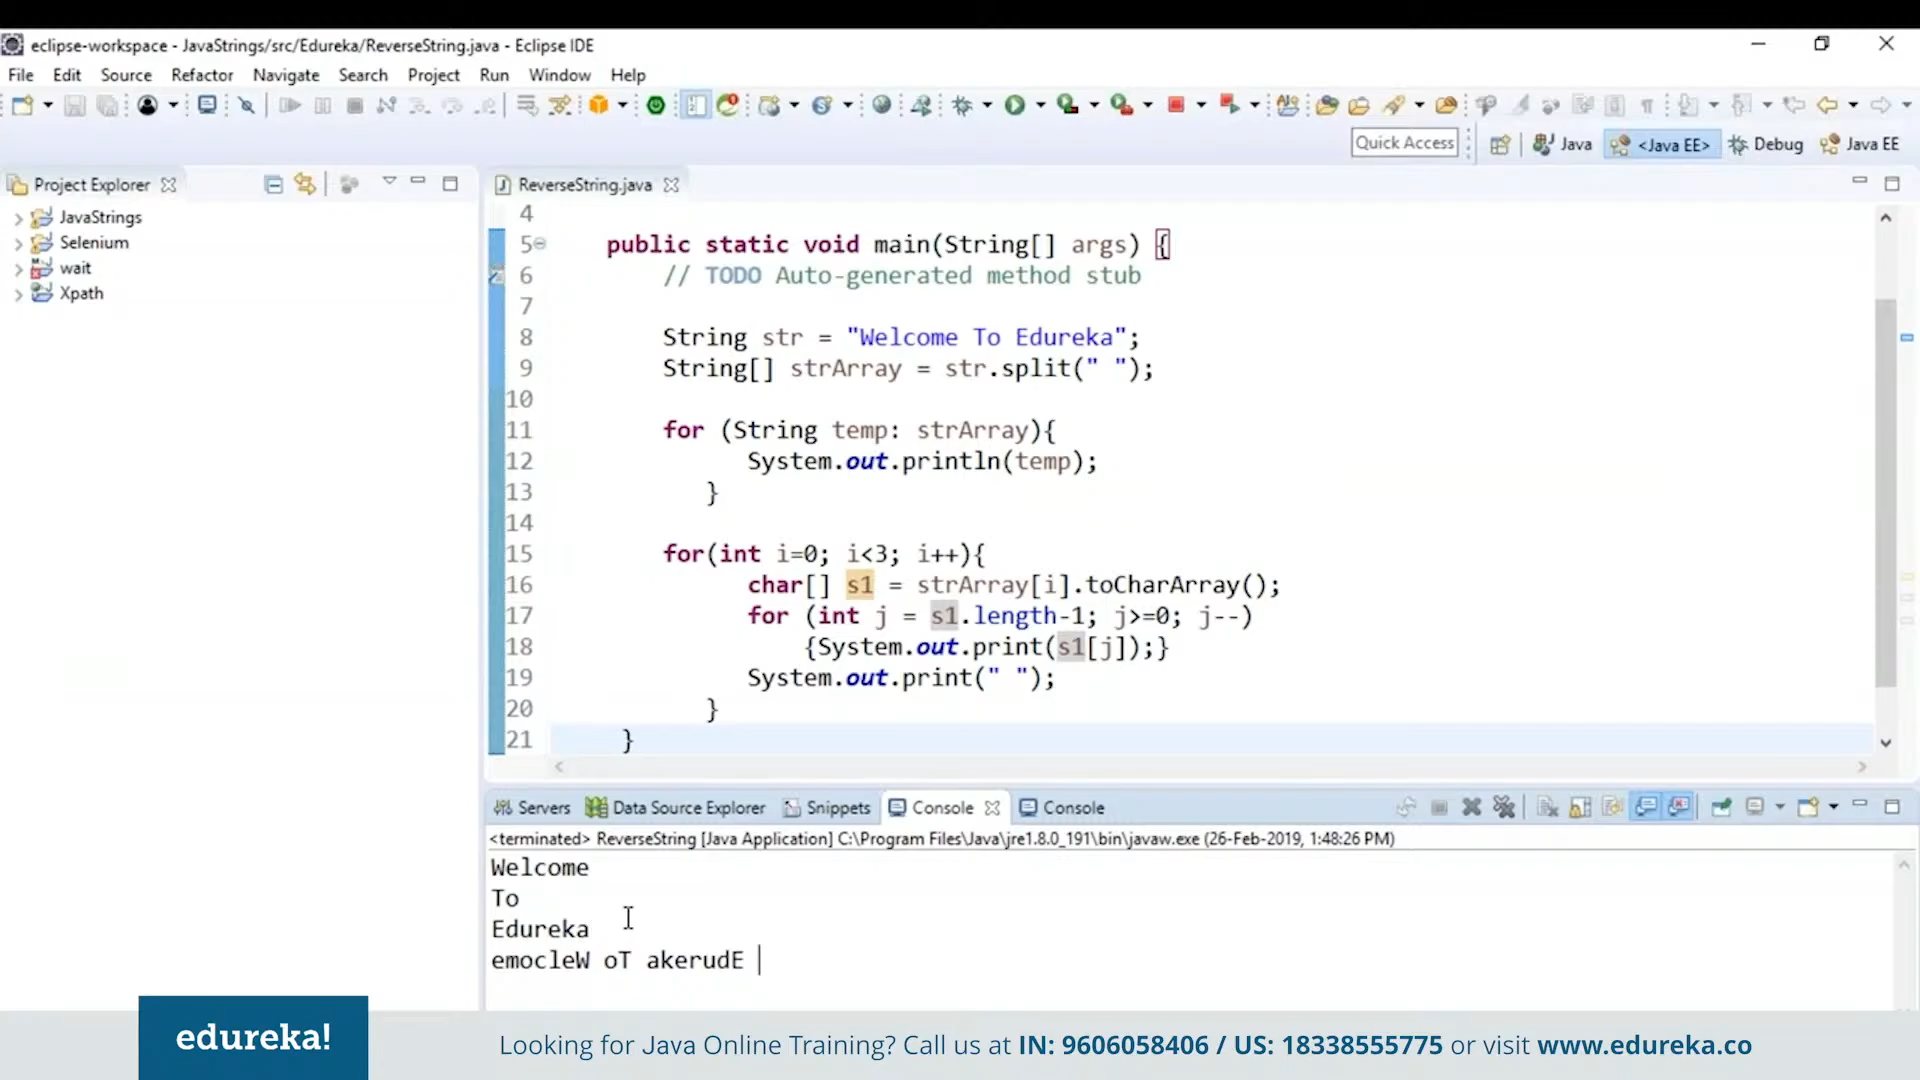 eclipse-workspace - JavaStrings/src/Edureka/ReverseString.java - Eclipse IDE
File Edit Source Refactor Navigate Search Project Run Window Help
Quick Access Java <Java EE> Debug Java EE
Project Explorer
JavaStrings
Selenium
wait
Xpath
ReverseString.java
4
5 public static void main(String[] args) {
6 // TODO Auto-generated method stub
7
8 String str = "Welcome To Edureka";
9 String[] strArray = str.split(" ");
10
11 for (String temp: strArray){
12 System.out.println(temp);
13 }
14
15 for(int i=0; i<3; i++){
16 char[] s1 = strArray[i].toCharArray();
17 for (int j = s1.length-1; j>=0; j--)
18 {System.out.print(s1[j]);}
19 System.out.print(" ");
20 }
21 }
Servers Data Source Explorer Snippets Console Console
<terminated> ReverseString [Java Application] C:\Program Files\Java\jre1.8.0_191\bin\javaw.exe (26-Feb-2019, 1:48:26 PM)
Welcome
To
Edureka
emocleW oT akerudE
edureka!
Looking for Java Online Training? Call us at IN: 9606058406 / US: 18338555775 or visit www.edureka.co